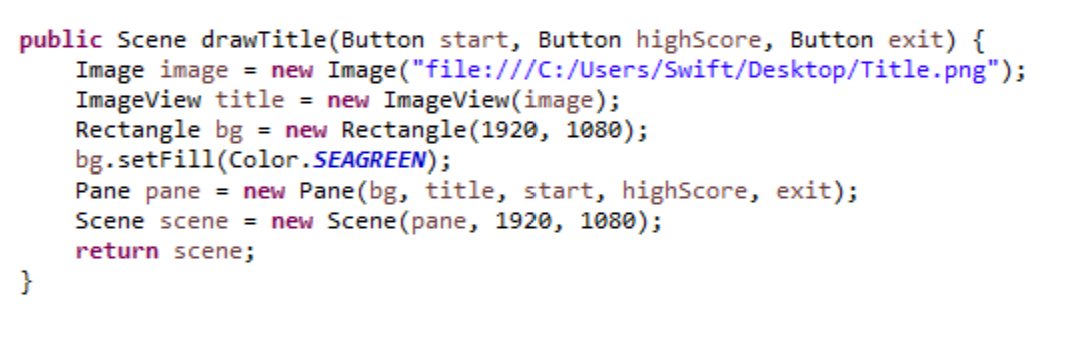 public Scene drawTitle(Button start, Button highScore, Button exit) {
    Image image = new Image("file:///C:/Users/Swift/Desktop/Title.png");
    ImageView title = new ImageView(image);
    Rectangle bg = new Rectangle(1920, 1080);
    bg.setFill(Color.SEAGREEN);
    Pane pane = new Pane(bg, title, start, highScore, exit);
    Scene scene = new Scene(pane, 1920, 1080);
    return scene;
}